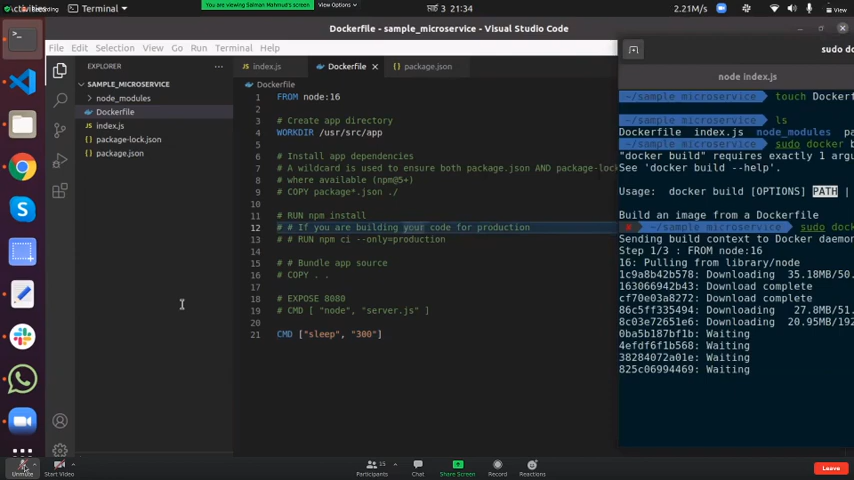 Activities
Terminal
You are viewing Salman Mahmud's screen
View Options
मार्च 3 21:34
2.21M/s
View
Dockerfile - sample_microservice - Visual Studio Code
File Edit Selection View Go Run Terminal Help
EXPLORER
SAMPLE_MICROSERVICE
node_modules
Dockerfile
index.js
package-lock.json
package.json
index.js
Dockerfile
package.json
Dockerfile
1 FROM node:16
2
3 # Create app directory
4 WORKDIR /usr/src/app
5
6 # Install app dependencies
7 # A wildcard is used to ensure both package.json AND package-lock
8 # where available (npm@5+)
9 # COPY package*.json ./
10
11 # RUN npm install
12 # # If you are building your code for production
13 # # RUN npm ci --only=production
14
15 # # Bundle app source
16 # COPY . .
17
18 # EXPOSE 8080
19 # CMD [ "node", "server.js" ]
20
21 CMD ["sleep", "300"]
sudo do
node index.js
~/sample_microservice touch Dockerf
~/sample_microservice ls
Dockerfile index.js node_modules pa
~/sample_microservice sudo docker b
"docker build" requires exactly 1 argu
See 'docker build --help'.
Usage: docker build [OPTIONS] PATH |
Build an image from a Dockerfile
~/sample_microservice sudo dock
Sending build context to Docker daemon
Step 1/3 : FROM node:16
16: Pulling from library/node
1c9a8b42b578: Downloading 35.18MB/50.
163066942b43: Download complete
cf70e03a8272: Download complete
86c5ff335494: Downloading 27.8MB/51.
8c03e72651e6: Downloading 20.95MB/192
0ba5b187bf1b: Waiting
4efdf6f1b568: Waiting
38284072a01e: Waiting
825c06994469: Waiting
Unmute
Start Video
Participants
15
Chat
Share Screen
Record
Reactions
Leave